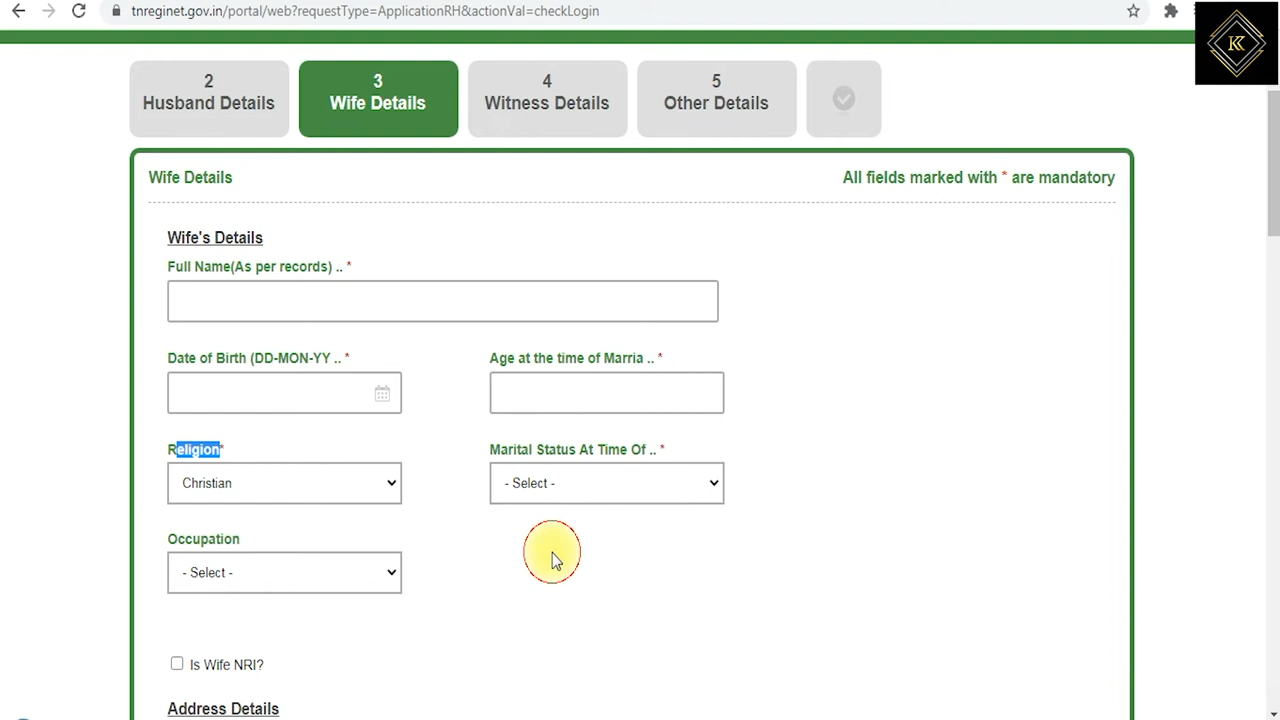 tnreginet.gov.in/portal/web?requestType=ApplicationRH&actionVal=checkLogin
K
2
Husband Details
3
Wife Details
4
Witness Details
5
Other Details
Wife Details
All fields marked with * are mandatory
Wife's Details
Full Name(As per records) .. *
Date of Birth (DD-MON-YY .. *
Age at the time of Marria .. *
Religion*
Marital Status At Time Of .. *
Christian
- Select -
Occupation
- Select -
Is Wife NRI?
Address Details